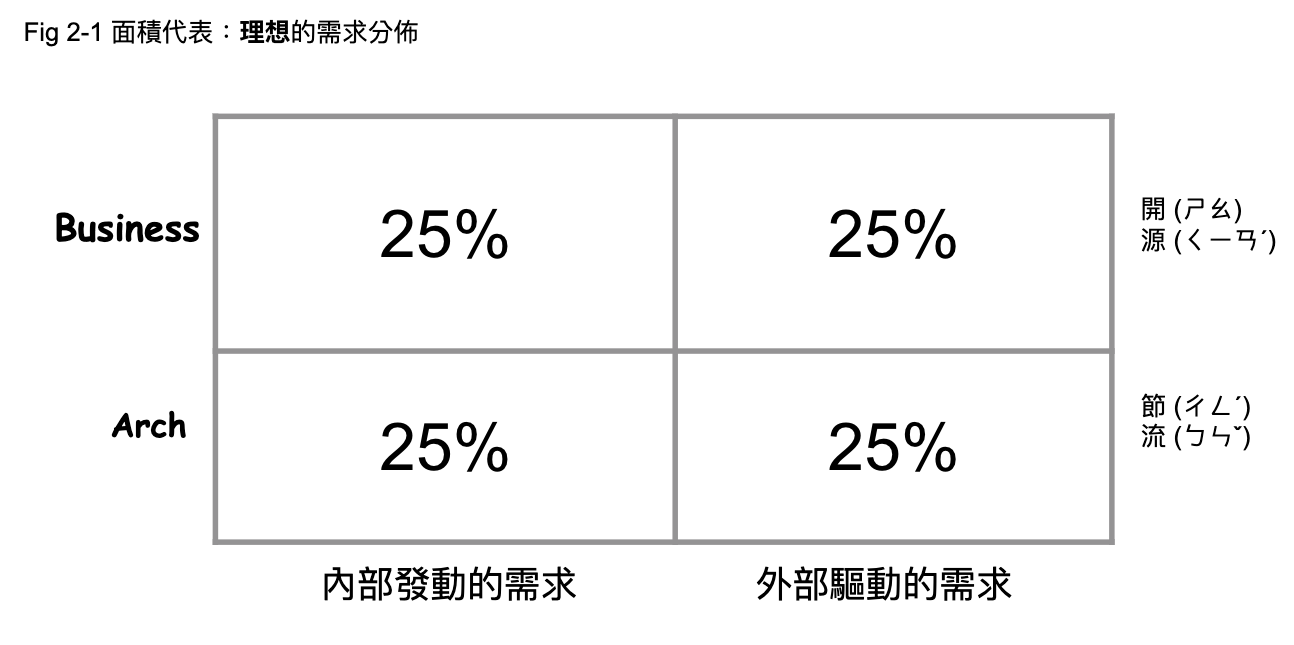 Fig 2-1 面積代表：理想的需求分佈
Business
25%
25%
開 (ㄕㄠ)
源 (ㄑㄧㄢˊ)
Arch
25%
25%
節 (ㄔㄥˊ)
流 (ㄅㄣˇ)
內部發動的需求
外部驅動的需求